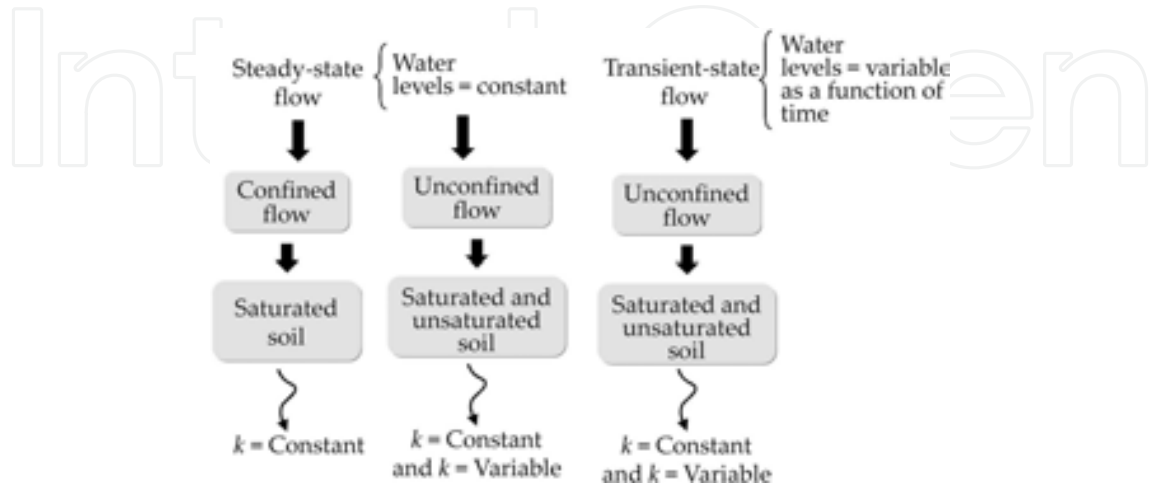 Steady-state
flow
Water
levels = constant
Transient-state
flow
Water
levels = variable
as a function of
time
Confined
flow
Unconfined
flow
Unconfined
flow
Saturated
soil
Saturated and
unsaturated
soil
Saturated and
unsaturated
soil
k = Constant
k = Constant
and k = Variable
k = Constant
and k = Variable